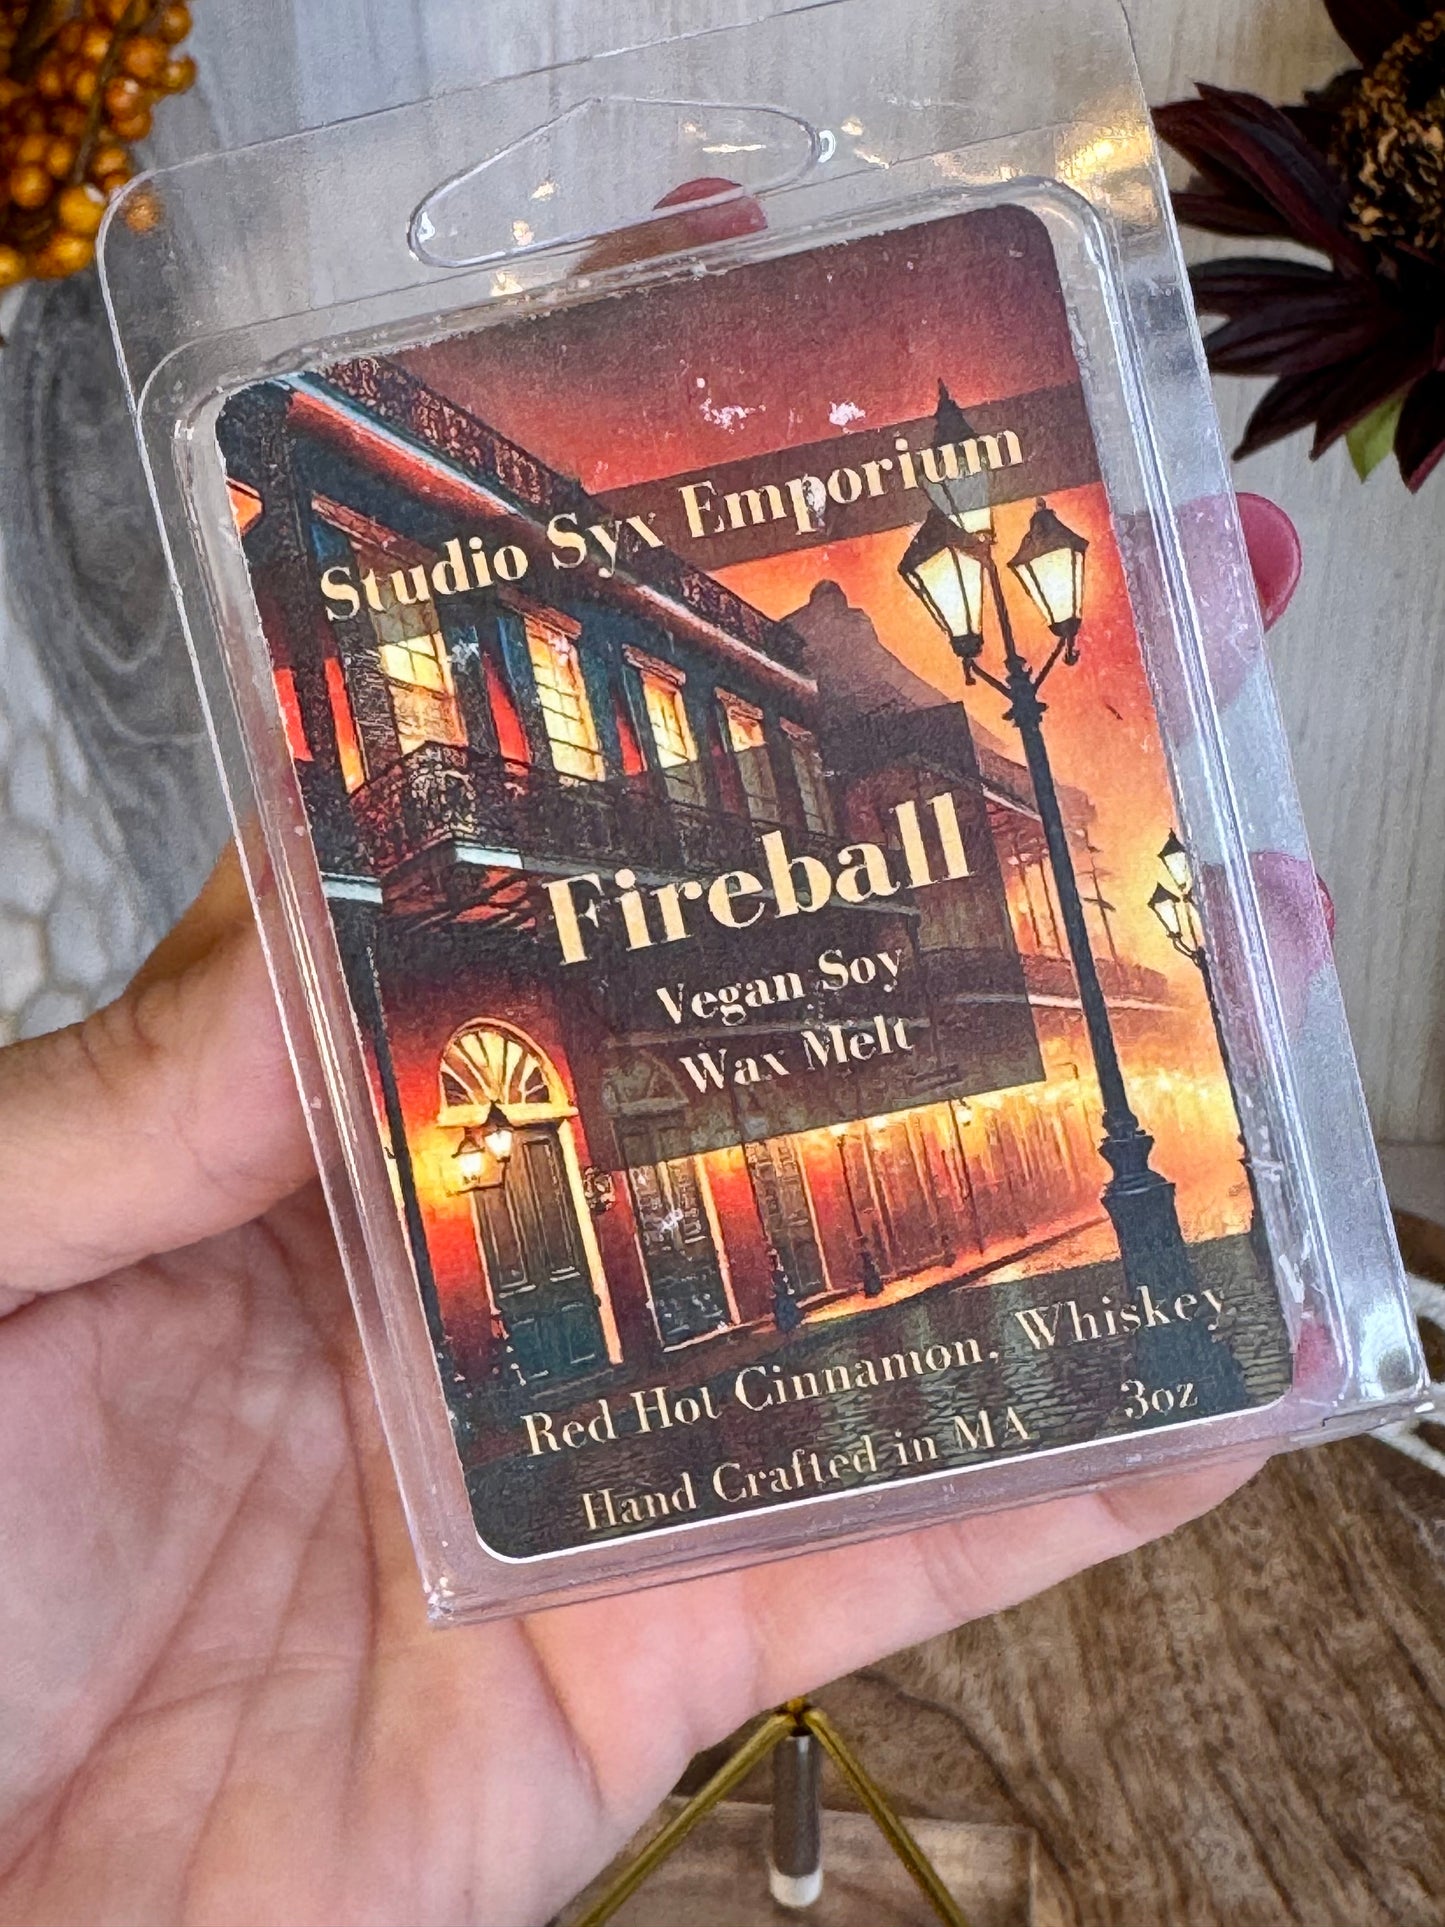 Studio Syx Emporium
Fireball
Vegan Soy
Wax Melt
Red Hot Cinnamon, Whiskey
Hand Crafted in MA 3oz